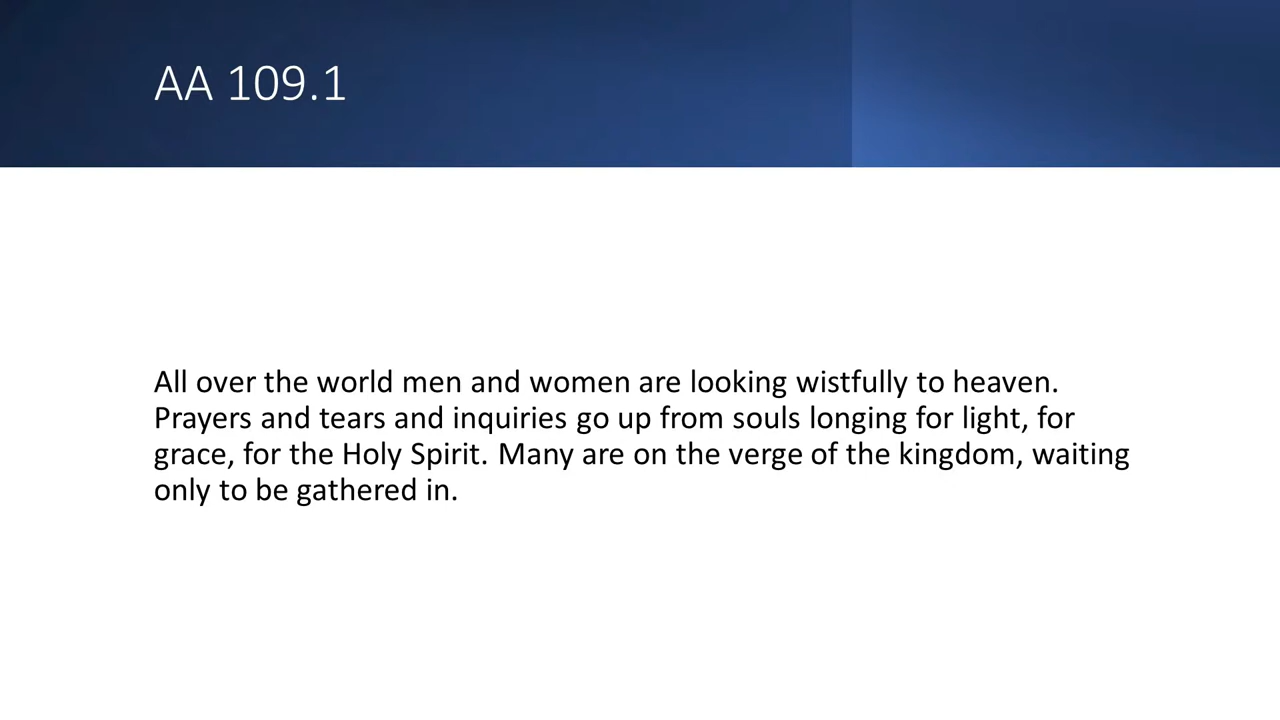 AA 109.1
All over the world men and women are looking wistfully to heaven.
Prayers and tears and inquiries go up from souls longing for light, for
grace, for the Holy Spirit. Many are on the verge of the kingdom, waiting
only to be gathered in.